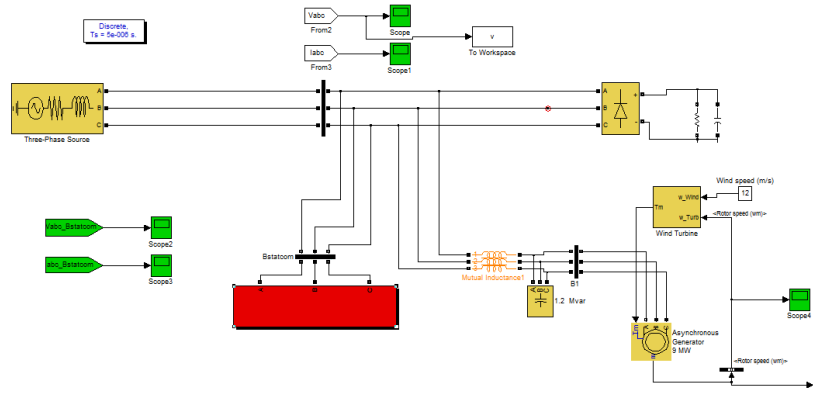 Discrete,
Ts = 5e-006 s.
Vabc
From2
Scope
v
To Workspace
Iabc
From3
Scope1
A
B
C
Three-Phase Source
A
B
C
+
-
Wind speed (m/s)
12
w_Wind
Tm
w_Turb
<Rotor speed (wm)>
Wind Turbine
Vabc_Bstatcom
Scope2
Iabc_Bstatcom
Scope3
Bstatcom
A
B
C
Mutual Inductance1
A
B
C
1.2 Mvar
B1
Scope4
Tm
Asynchronous
Generator
9 MW
<Rotor speed (wm)>